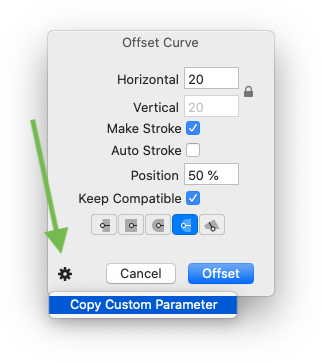 Offset Curve
Horizontal 20
Vertical 20
Make Stroke
Auto Stroke
Position 50 %
Keep Compatible
Cancel Offset
Copy Custom Parameter